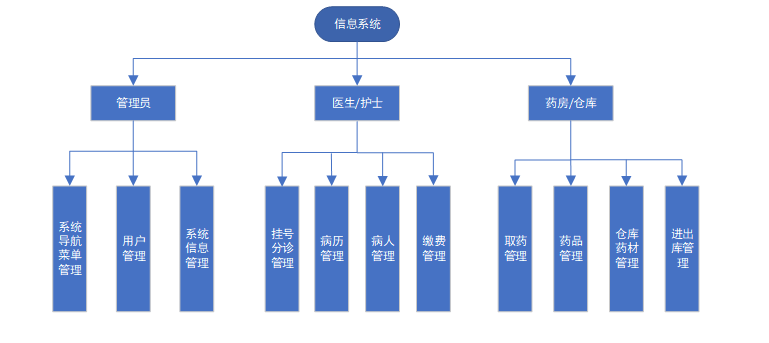 信息系统
管理员
医生/护士
药房/仓库
系统
导航
菜单
管理
用户
管理
系统
信息
管理
挂号
分诊
管理
病历
管理
病人
管理
缴费
管理
取药
管理
药品
管理
仓库
药材
管理
进出
库管
理